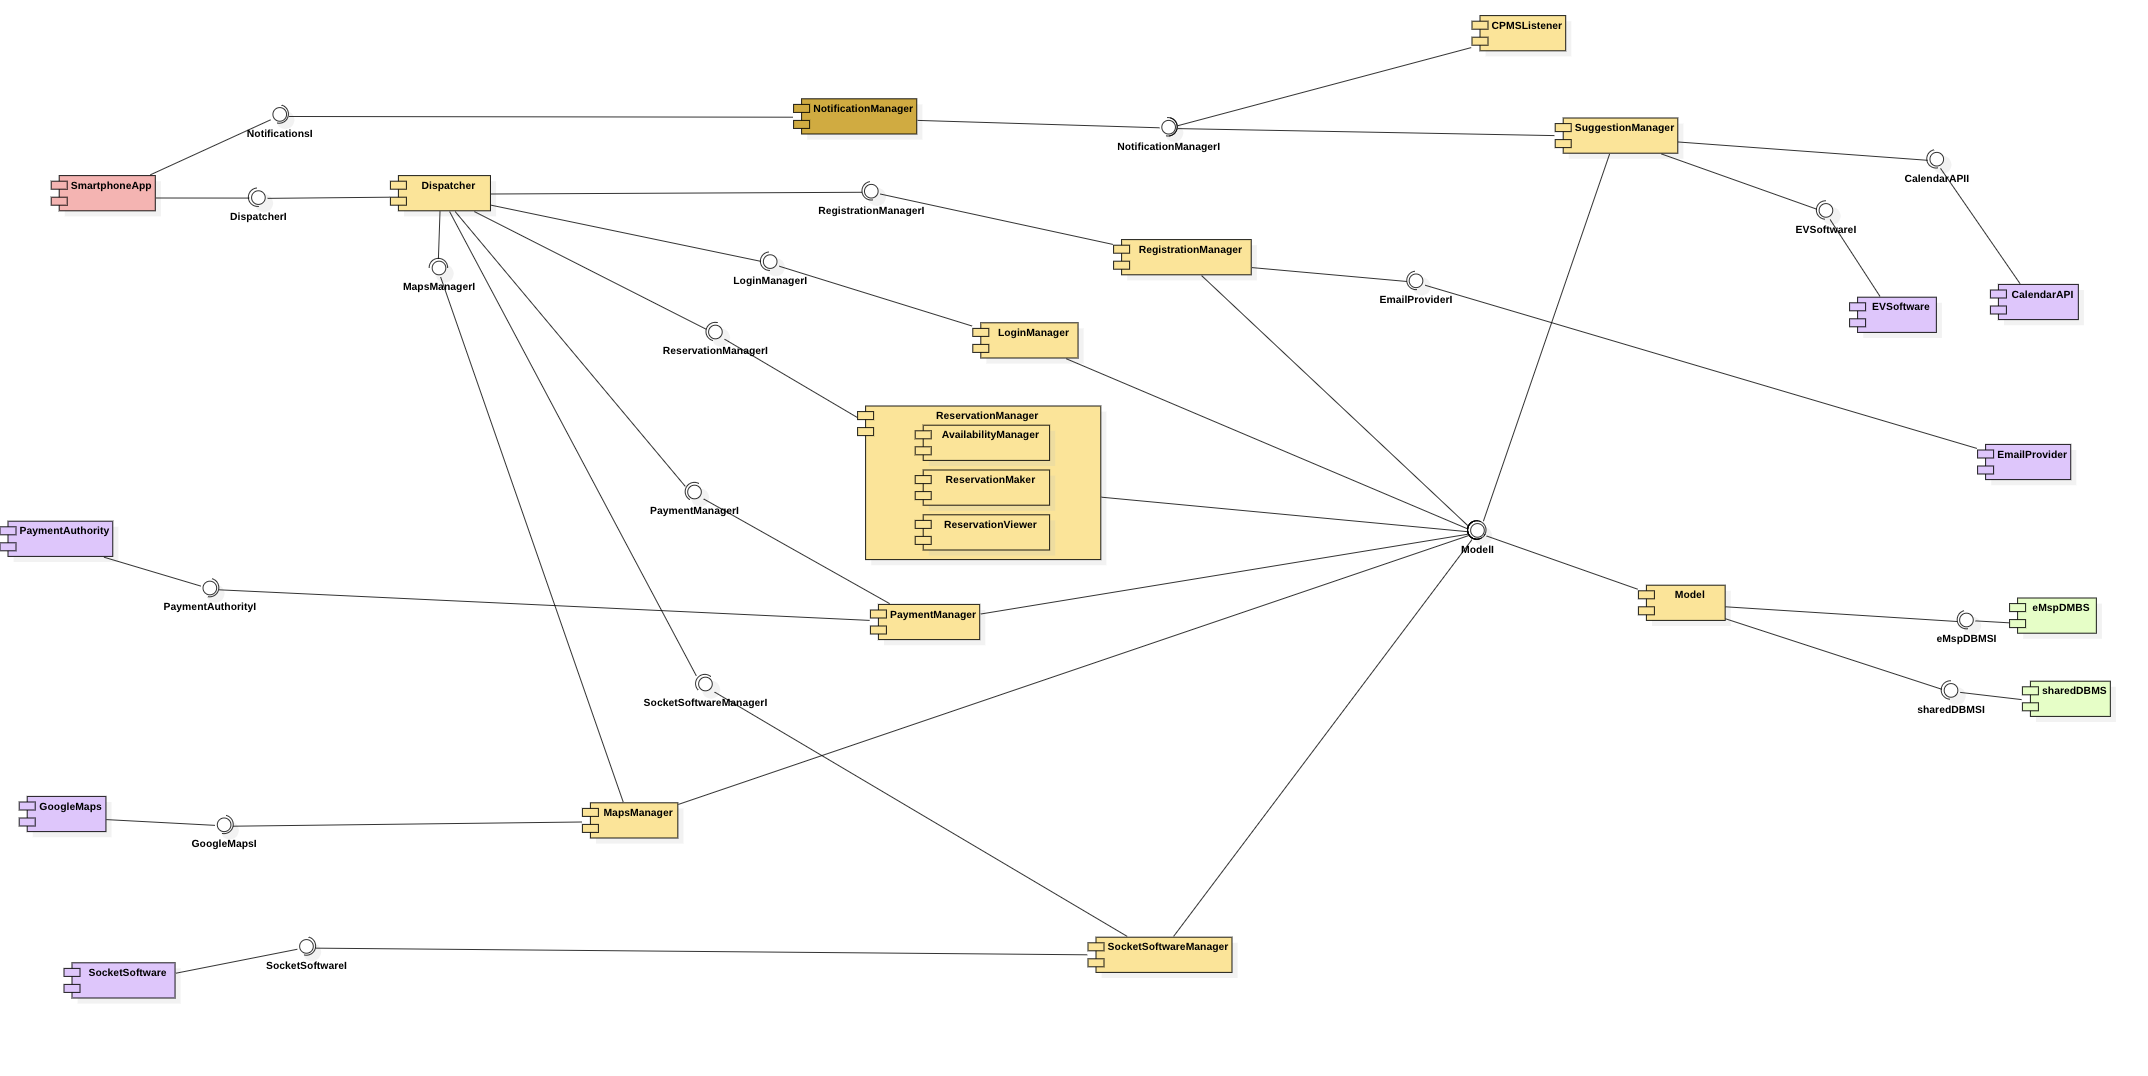 CPMSListener
NotificationManager
NotificationsI
NotificationManagerI
SuggestionManager
CalendarAPII
SmartphoneApp
DispatcherI
Dispatcher
RegistrationManagerI
EVSoftwareI
RegistrationManager
MapsManagerI
LoginManagerI
EmailProviderI
EVSoftware
CalendarAPI
LoginManager
ReservationManagerI
ReservationManager
AvailabilityManager
ReservationMaker
ReservationViewer
EmailProvider
PaymentManagerI
PaymentAuthority
ModelI
PaymentAuthorityI
PaymentManager
Model
eMspDMBS
eMspDBMSI
SocketSoftwareManagerI
sharedDBMS
sharedDBMSI
GoogleMaps
GoogleMapsI
MapsManager
SocketSoftware
SocketSoftwareI
SocketSoftwareManager